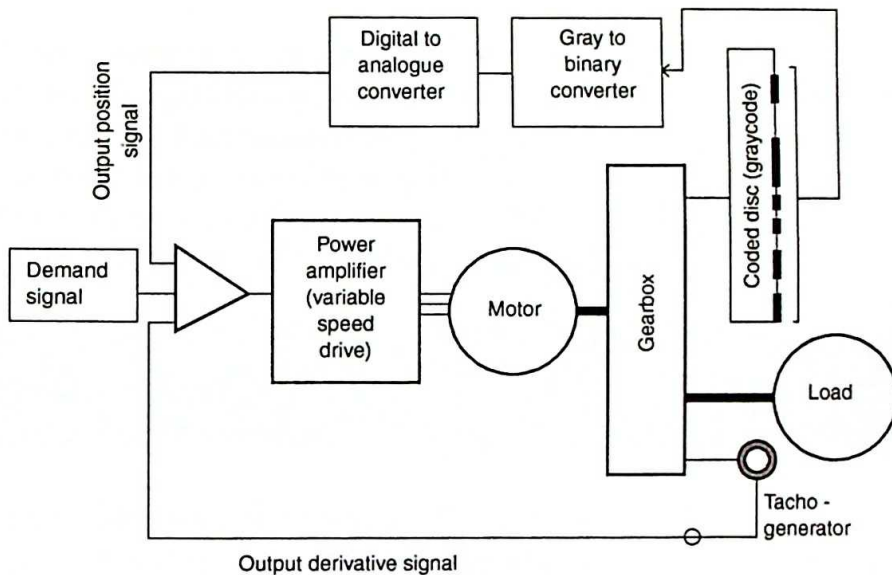 Digital to
analogue
converter
Gray to
binary
converter
Output position
signal
Coded disc (graycode)
Demand
signal
Power
amplifier
(variable
speed
drive)
Motor
Gearbox
Load
Tacho -
generator
Output derivative signal